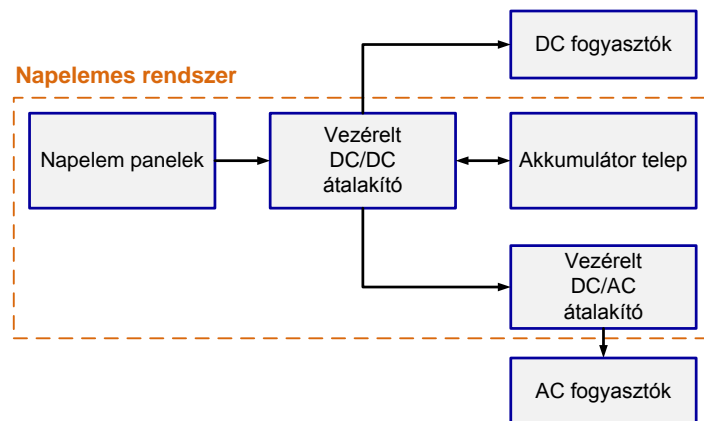 DC fogyasztók
Napelemes rendszer
Napelem panelek
Vezérelt
DC/DC
átalakító
Akkumulátor telep
Vezérelt
DC/AC
átalakító
AC fogyasztók